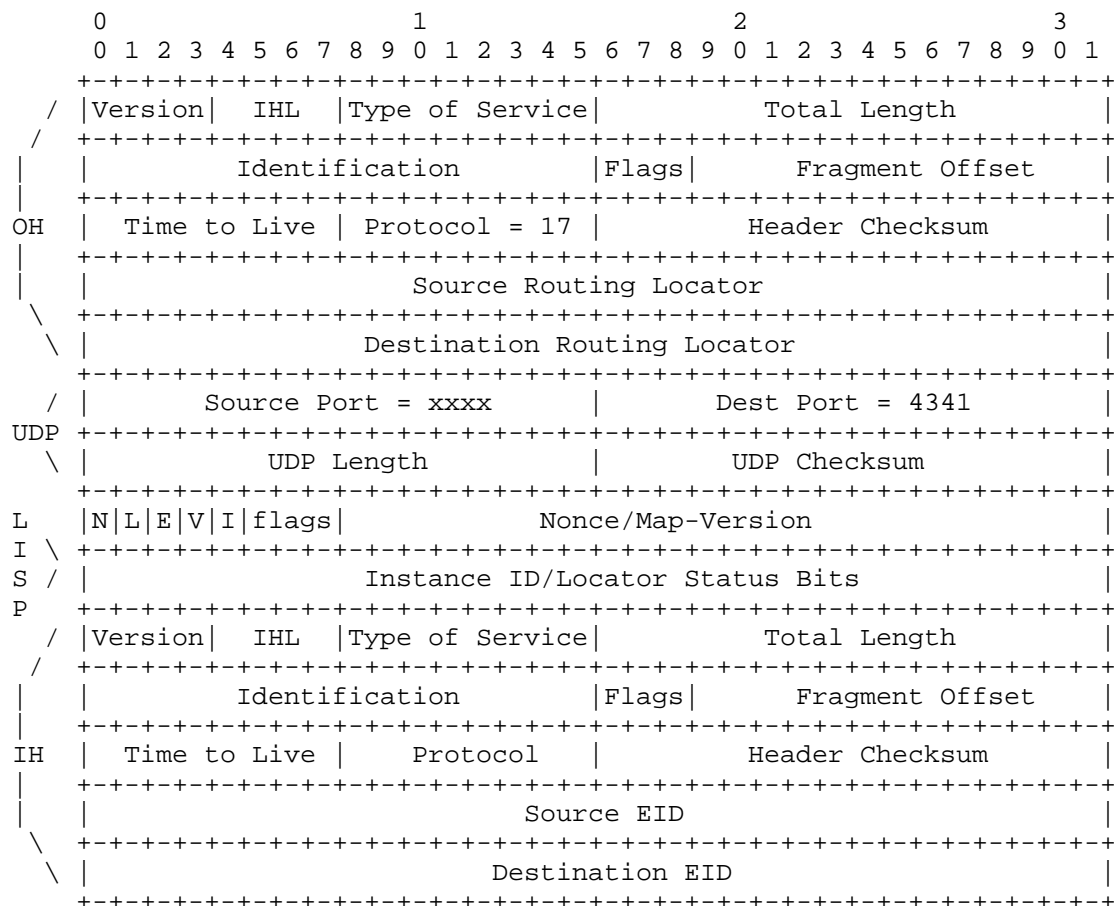 0                   1                   2                   3
 0 1 2 3 4 5 6 7 8 9 0 1 2 3 4 5 6 7 8 9 0 1 2 3 4 5 6 7 8 9 0 1
     +-+-+-+-+-+-+-+-+-+-+-+-+-+-+-+-+-+-+-+-+-+-+-+-+-+-+-+-+-+-+-+-+
   / |Version|  IHL  |Type of Service|          Total Length         |
  /  +-+-+-+-+-+-+-+-+-+-+-+-+-+-+-+-+-+-+-+-+-+-+-+-+-+-+-+-+-+-+-+-+
|    |         Identification        |Flags|      Fragment Offset    |
|    +-+-+-+-+-+-+-+-+-+-+-+-+-+-+-+-+-+-+-+-+-+-+-+-+-+-+-+-+-+-+-+-+
OH   |  Time to Live | Protocol = 17 |         Header Checksum       |
|    +-+-+-+-+-+-+-+-+-+-+-+-+-+-+-+-+-+-+-+-+-+-+-+-+-+-+-+-+-+-+-+-+
|    |                    Source Routing Locator                     |
  \  +-+-+-+-+-+-+-+-+-+-+-+-+-+-+-+-+-+-+-+-+-+-+-+-+-+-+-+-+-+-+-+-+
   \ |                 Destination Routing Locator                   |
     +-+-+-+-+-+-+-+-+-+-+-+-+-+-+-+-+-+-+-+-+-+-+-+-+-+-+-+-+-+-+-+-+
   / |       Source Port = xxxx      |       Dest Port = 4341        |
UDP  +-+-+-+-+-+-+-+-+-+-+-+-+-+-+-+-+-+-+-+-+-+-+-+-+-+-+-+-+-+-+-+-+
   \ |           UDP Length          |        UDP Checksum           |
     +-+-+-+-+-+-+-+-+-+-+-+-+-+-+-+-+-+-+-+-+-+-+-+-+-+-+-+-+-+-+-+-+
L    |N|L|E|V|I|flags|            Nonce/Map-Version                  |
I \  +-+-+-+-+-+-+-+-+-+-+-+-+-+-+-+-+-+-+-+-+-+-+-+-+-+-+-+-+-+-+-+-+
S /  |                 Instance ID/Locator Status Bits               |
P    +-+-+-+-+-+-+-+-+-+-+-+-+-+-+-+-+-+-+-+-+-+-+-+-+-+-+-+-+-+-+-+-+
   / |Version|  IHL  |Type of Service|          Total Length         |
  /  +-+-+-+-+-+-+-+-+-+-+-+-+-+-+-+-+-+-+-+-+-+-+-+-+-+-+-+-+-+-+-+-+
|    |         Identification        |Flags|      Fragment Offset    |
|    +-+-+-+-+-+-+-+-+-+-+-+-+-+-+-+-+-+-+-+-+-+-+-+-+-+-+-+-+-+-+-+-+
IH   |  Time to Live |    Protocol   |         Header Checksum       |
|    +-+-+-+-+-+-+-+-+-+-+-+-+-+-+-+-+-+-+-+-+-+-+-+-+-+-+-+-+-+-+-+-+
|    |                           Source EID                          |
  \  +-+-+-+-+-+-+-+-+-+-+-+-+-+-+-+-+-+-+-+-+-+-+-+-+-+-+-+-+-+-+-+-+
   \ |                         Destination EID                       |
     +-+-+-+-+-+-+-+-+-+-+-+-+-+-+-+-+-+-+-+-+-+-+-+-+-+-+-+-+-+-+-+-+